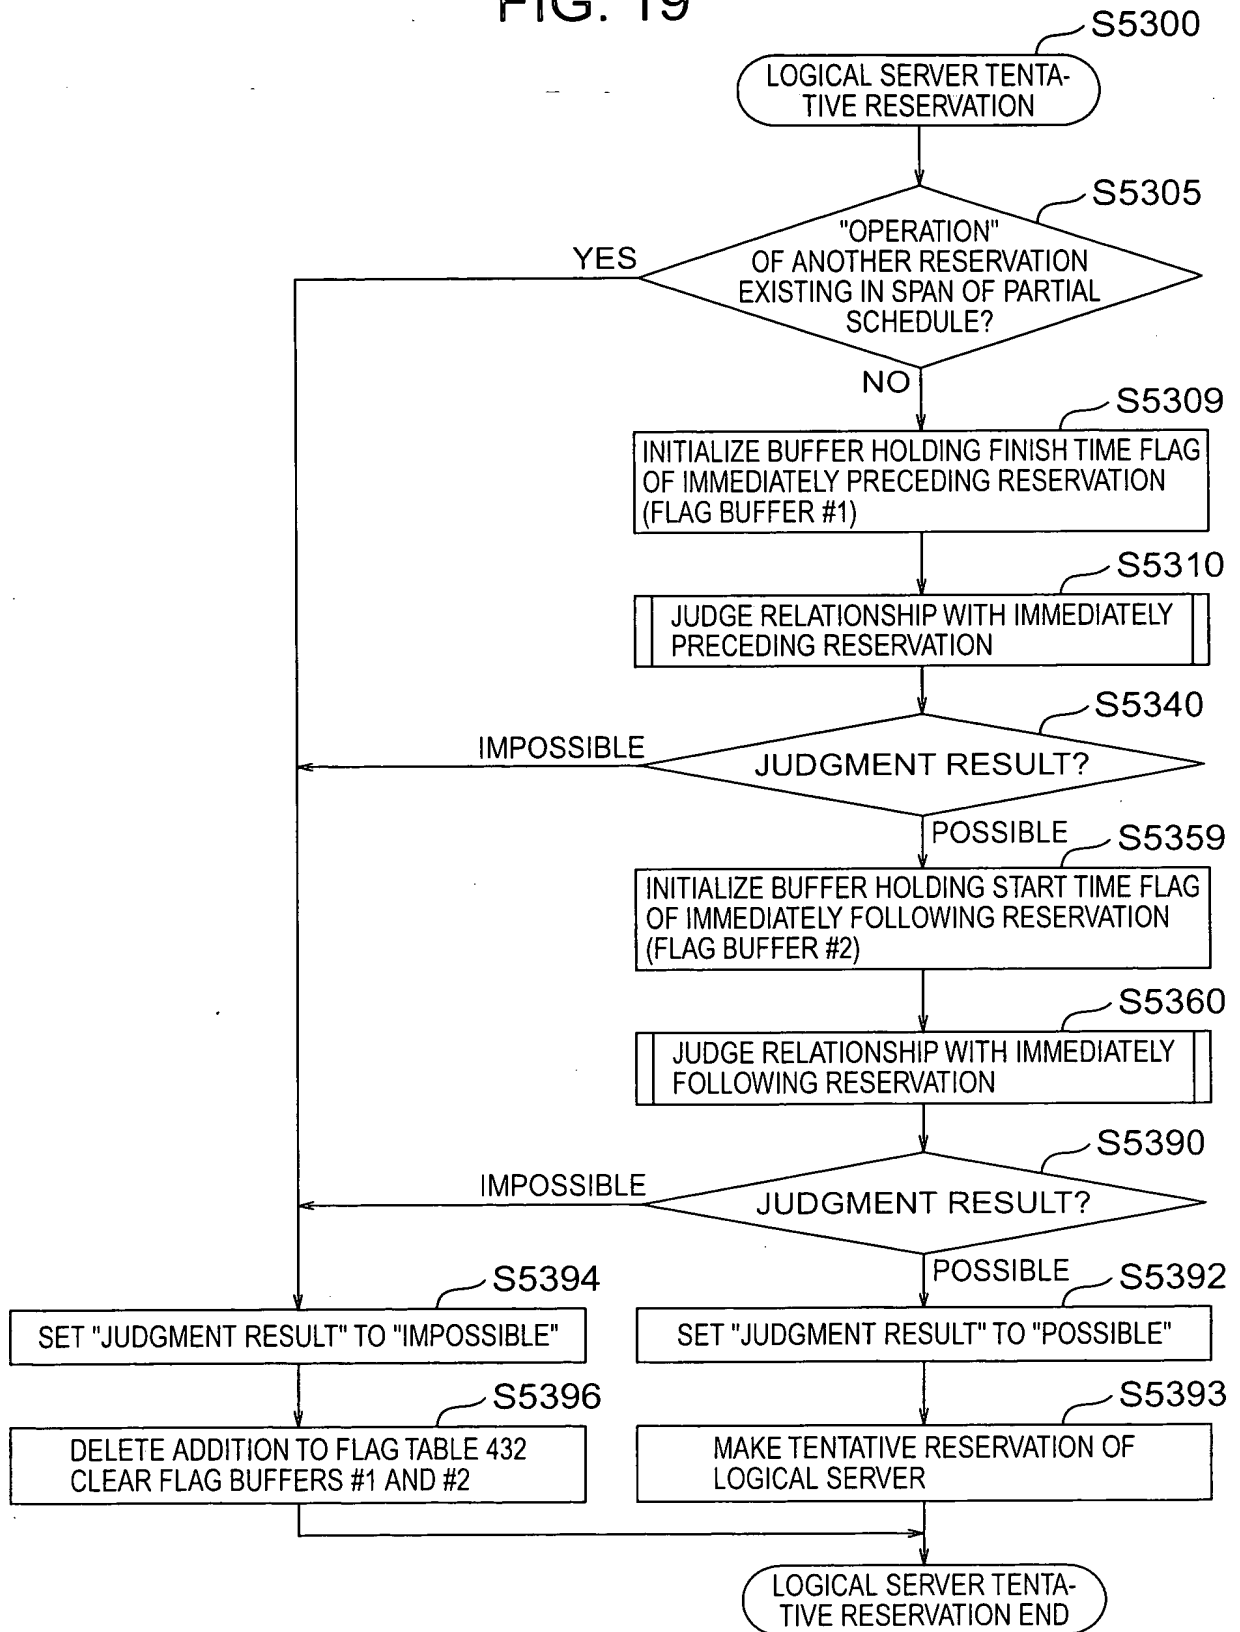 FIG. 19
S5300
LOGICAL SERVER TENTA-
TIVE RESERVATION
S5305
"OPERATION"
OF ANOTHER RESERVATION
EXISTING IN SPAN OF PARTIAL
SCHEDULE?
YES
NO
S5309
INITIALIZE BUFFER HOLDING FINISH TIME FLAG
OF IMMEDIATELY PRECEDING RESERVATION
(FLAG BUFFER #1)
S5310
JUDGE RELATIONSHIP WITH IMMEDIATELY
PRECEDING RESERVATION
S5340
IMPOSSIBLE
JUDGMENT RESULT?
POSSIBLE
S5359
INITIALIZE BUFFER HOLDING START TIME FLAG
OF IMMEDIATELY FOLLOWING RESERVATION
(FLAG BUFFER #2)
S5360
JUDGE RELATIONSHIP WITH IMMEDIATELY
FOLLOWING RESERVATION
S5390
IMPOSSIBLE
JUDGMENT RESULT?
POSSIBLE
S5394
SET "JUDGMENT RESULT" TO "IMPOSSIBLE"
S5392
SET "JUDGMENT RESULT" TO "POSSIBLE"
S5396
DELETE ADDITION TO FLAG TABLE 432
CLEAR FLAG BUFFERS #1 AND #2
S5393
MAKE TENTATIVE RESERVATION OF
LOGICAL SERVER
LOGICAL SERVER TENTA-
TIVE RESERVATION END